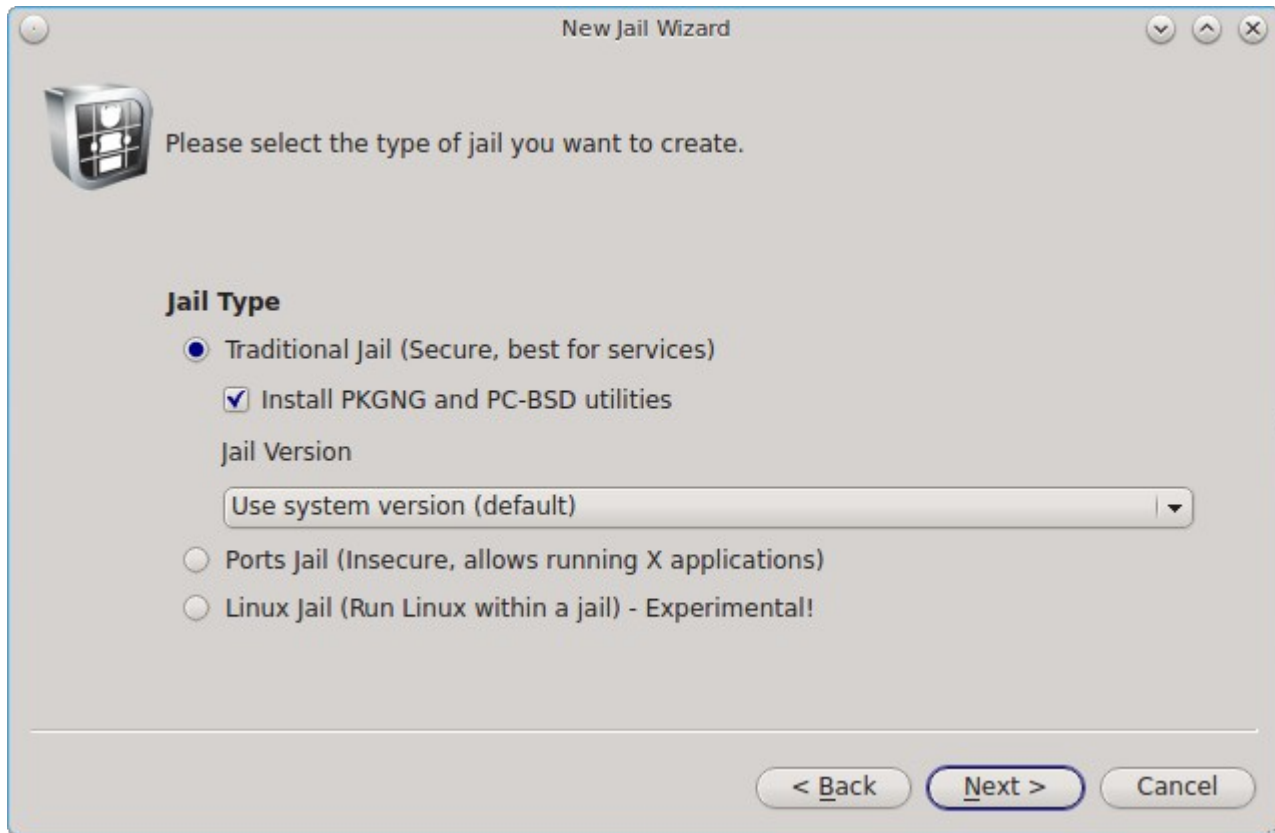 New Jail Wizard
Please select the type of jail you want to create.
Jail Type
Traditional Jail (Secure, best for services)
Install PKGNG and PC-BSD utilities
Jail Version
Use system version (default)
Ports Jail (Insecure, allows running X applications)
Linux Jail (Run Linux within a jail) - Experimental!
< Back Next > Cancel